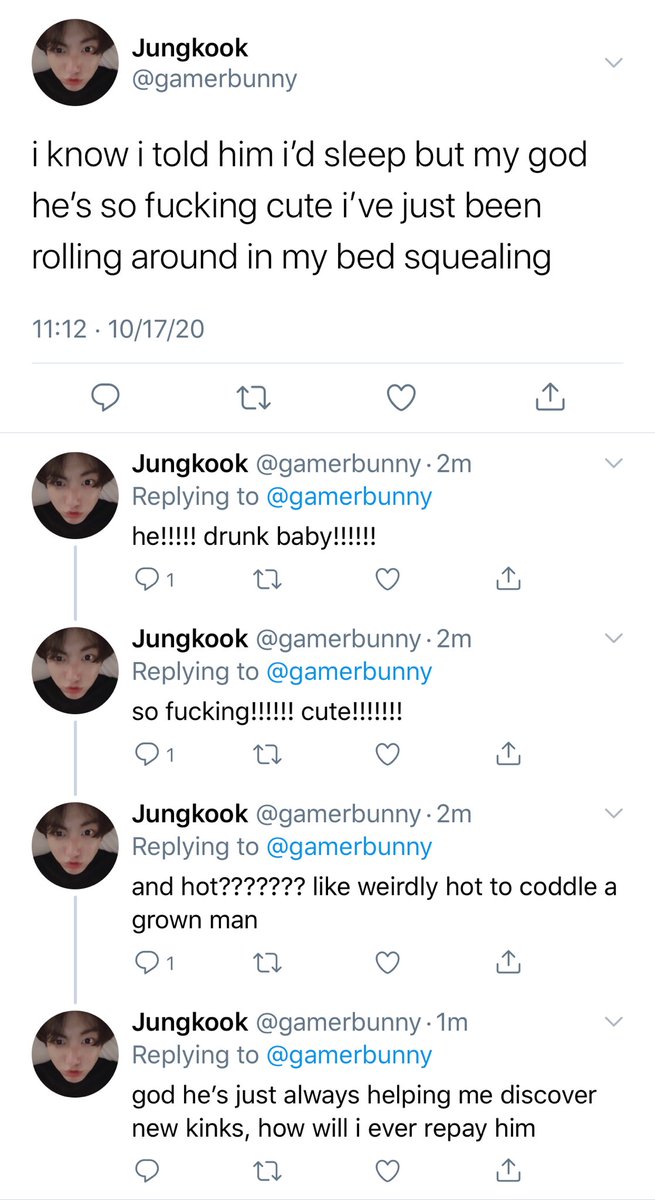 Jungkook
@gamerbunny
i know i told him i'd sleep but my god
he's so fucking cute i've just been
rolling around in my bed squealing
11:12 · 10/17/20
Jungkook @gamerbunny · 2m
Replying to @gamerbunny
he!!!!! drunk baby!!!!!!
1
Jungkook @gamerbunny · 2m
Replying to @gamerbunny
so fucking!!!!!! cute!!!!!!!
1
Jungkook @gamerbunny · 2m
Replying to @gamerbunny
and hot??????? like weirdly hot to coddle a
grown man
1
Jungkook @gamerbunny · 1m
Replying to @gamerbunny
god he's just always helping me discover
new kinks, how will i ever repay him